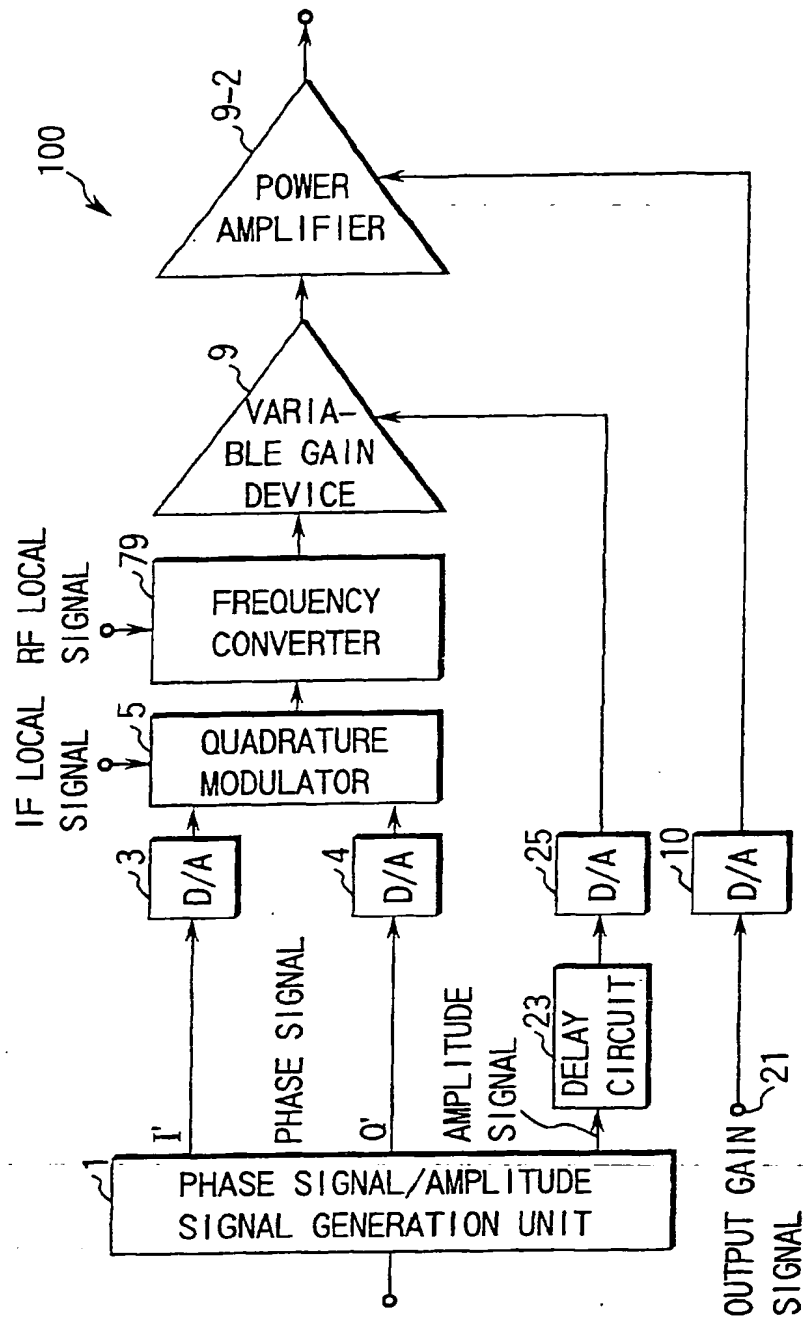 100
1
PHASE SIGNAL/AMPLITUDE
SIGNAL GENERATION UNIT
I'
PHASE SIGNAL
Q'
AMPLITUDE
SIGNAL
3
D/A
4
D/A
IF LOCAL
SIGNAL
5
QUADRATURE
MODULATOR
RF LOCAL
SIGNAL
79
FREQUENCY
CONVERTER
9
VARIA-
BLE GAIN
DEVICE
9-2
POWER
AMPLIFIER
23
DELAY
CIRCUIT
25
D/A
OUTPUT GAIN
SIGNAL
21
10
D/A